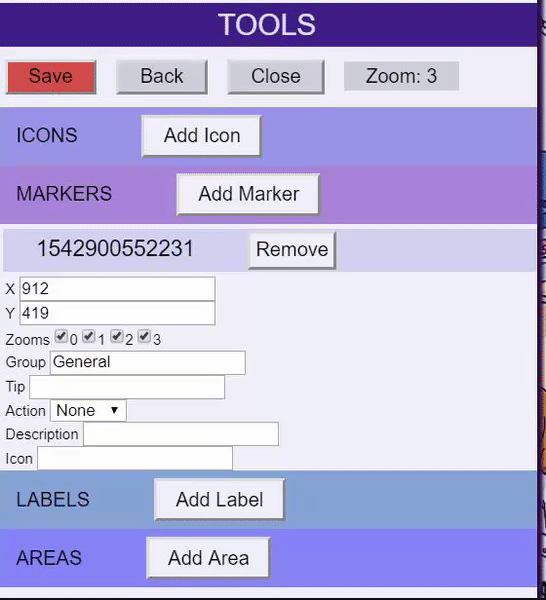 TOOLS
Save Back Close Zoom: 3
ICONS Add Icon
MARKERS Add Marker
1542900552231 Remove
X 912
Y 419
Zooms 0 1 2 3
Group General
Tip
Action None
Description
Icon
LABELS Add Label
AREAS Add Area